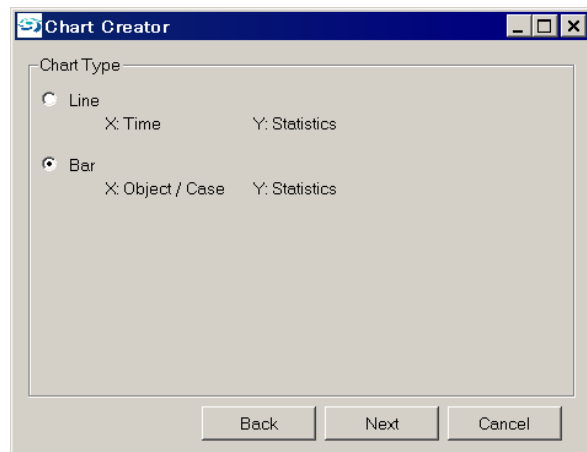 Chart Creator
Chart Type
Line
X: Time Y: Statistics
Bar
X: Object / Case Y: Statistics
Back Next Cancel